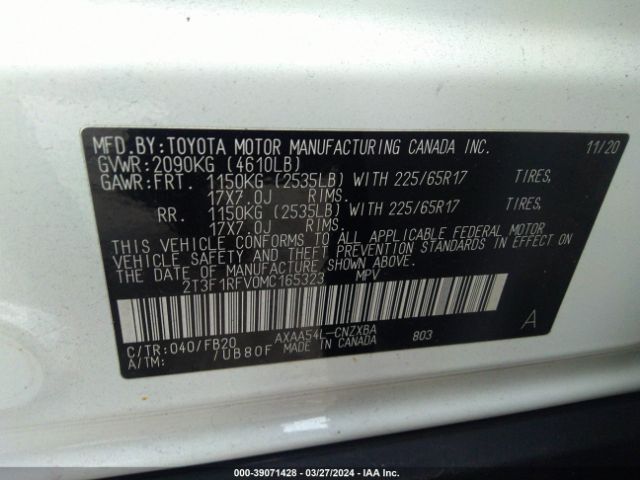 MFD.BY:TOYOTA MOTOR MANUFACTURING CANADA INC. 11/20
GVWR:2090KG (4610LB)
GAWR:FRT. 1150KG (2535LB) WITH 225/65R17 TIRES,
17X7.0J RIMS.
RR. 1150KG (2535LB) WITH 225/65R17 TIRES,
17X7.0J RIMS.
THIS VEHICLE CONFORMS TO ALL APPLICABLE FEDERAL MOTOR
VEHICLE SAFETY AND THEFT PREVENTION STANDARDS IN EFFECT ON
THE DATE OF MANUFACTURE SHOWN ABOVE.
2T3F1RFV0MC165323 MPV
C/TR:040/FB20 AXAA54L-CNZXBA 803 A
A/TM: /UB80F MADE IN CANADA
000-39071428 - 03/27/2024 - IAA Inc.